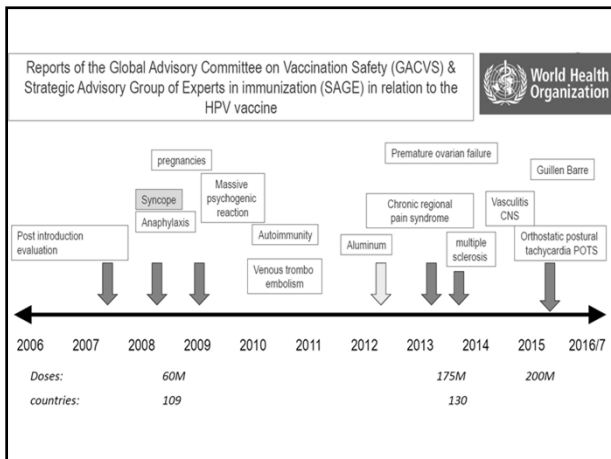 Reports of the Global Advisory Committee on Vaccination Safety (GACVS) &
Strategic Advisory Group of Experts in immunization (SAGE) in relation to the
HPV vaccine
World Health
Organization
pregnancies
Premature ovarian failure
Guillen Barre
Syncope
Massive
psychogenic
reaction
Anaphylaxis
Chronic regional
pain syndrome
Vasculitis
CNS
Post introduction
evaluation
Autoimmunity
Aluminum
multiple
sclerosis
Orthostatic postural
tachycardia POTS
Venous trombo
embolism
2006 2007 2008 2009 2010 2011 2012 2013 2014 2015 2016/7
Doses: 60M 175M 200M
countries: 109 130